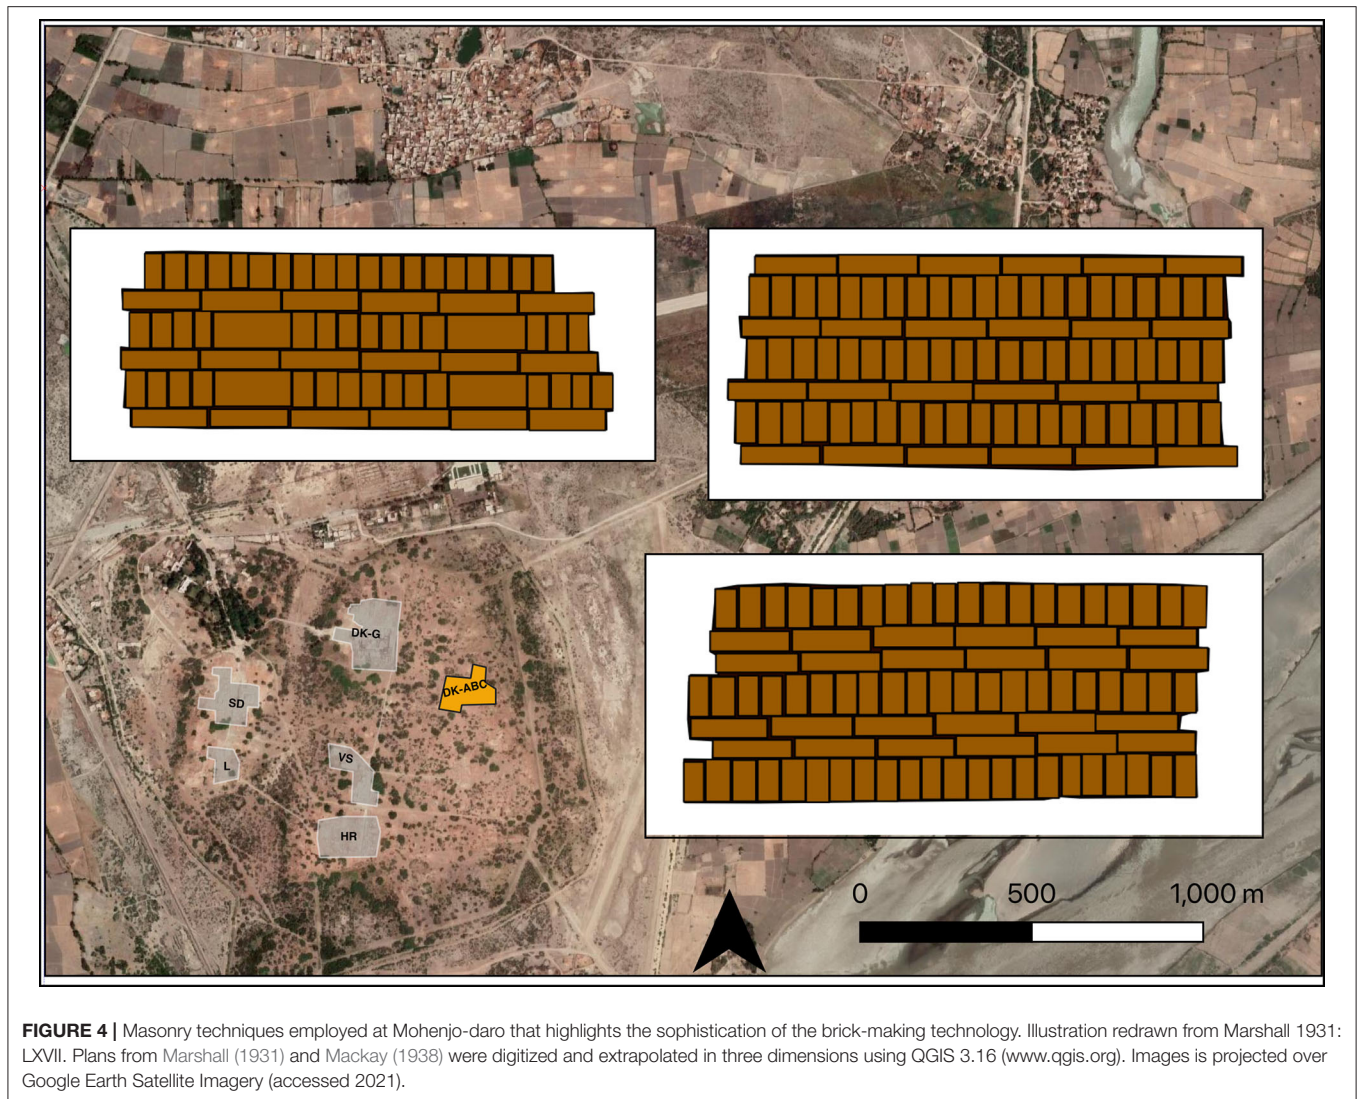 DK-G
DK-ABC
SD
L
VS
HR
0 500 1,000 m
FIGURE 4 | Masonry techniques employed at Mohenjo-daro that highlights the sophistication of the brick-making technology. Illustration redrawn from Marshall 1931:
LXVII. Plans from Marshall (1931) and Mackay (1938) were digitized and extrapolated in three dimensions using QGIS 3.16 (www.qgis.org). Images is projected over
Google Earth Satellite Imagery (accessed 2021).